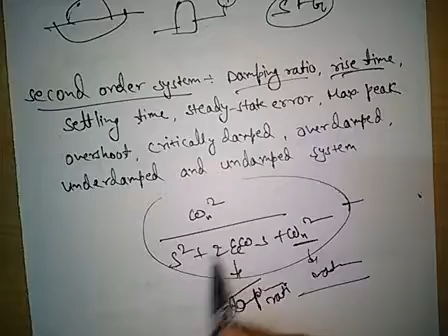 second order system :- Damping ratio, rise time,
settling time, steady-state error, Max peak
overshoot, critically damped, overdamped,
underdamped and undamped system
ωn²
s² + 2ξωs + ωn²